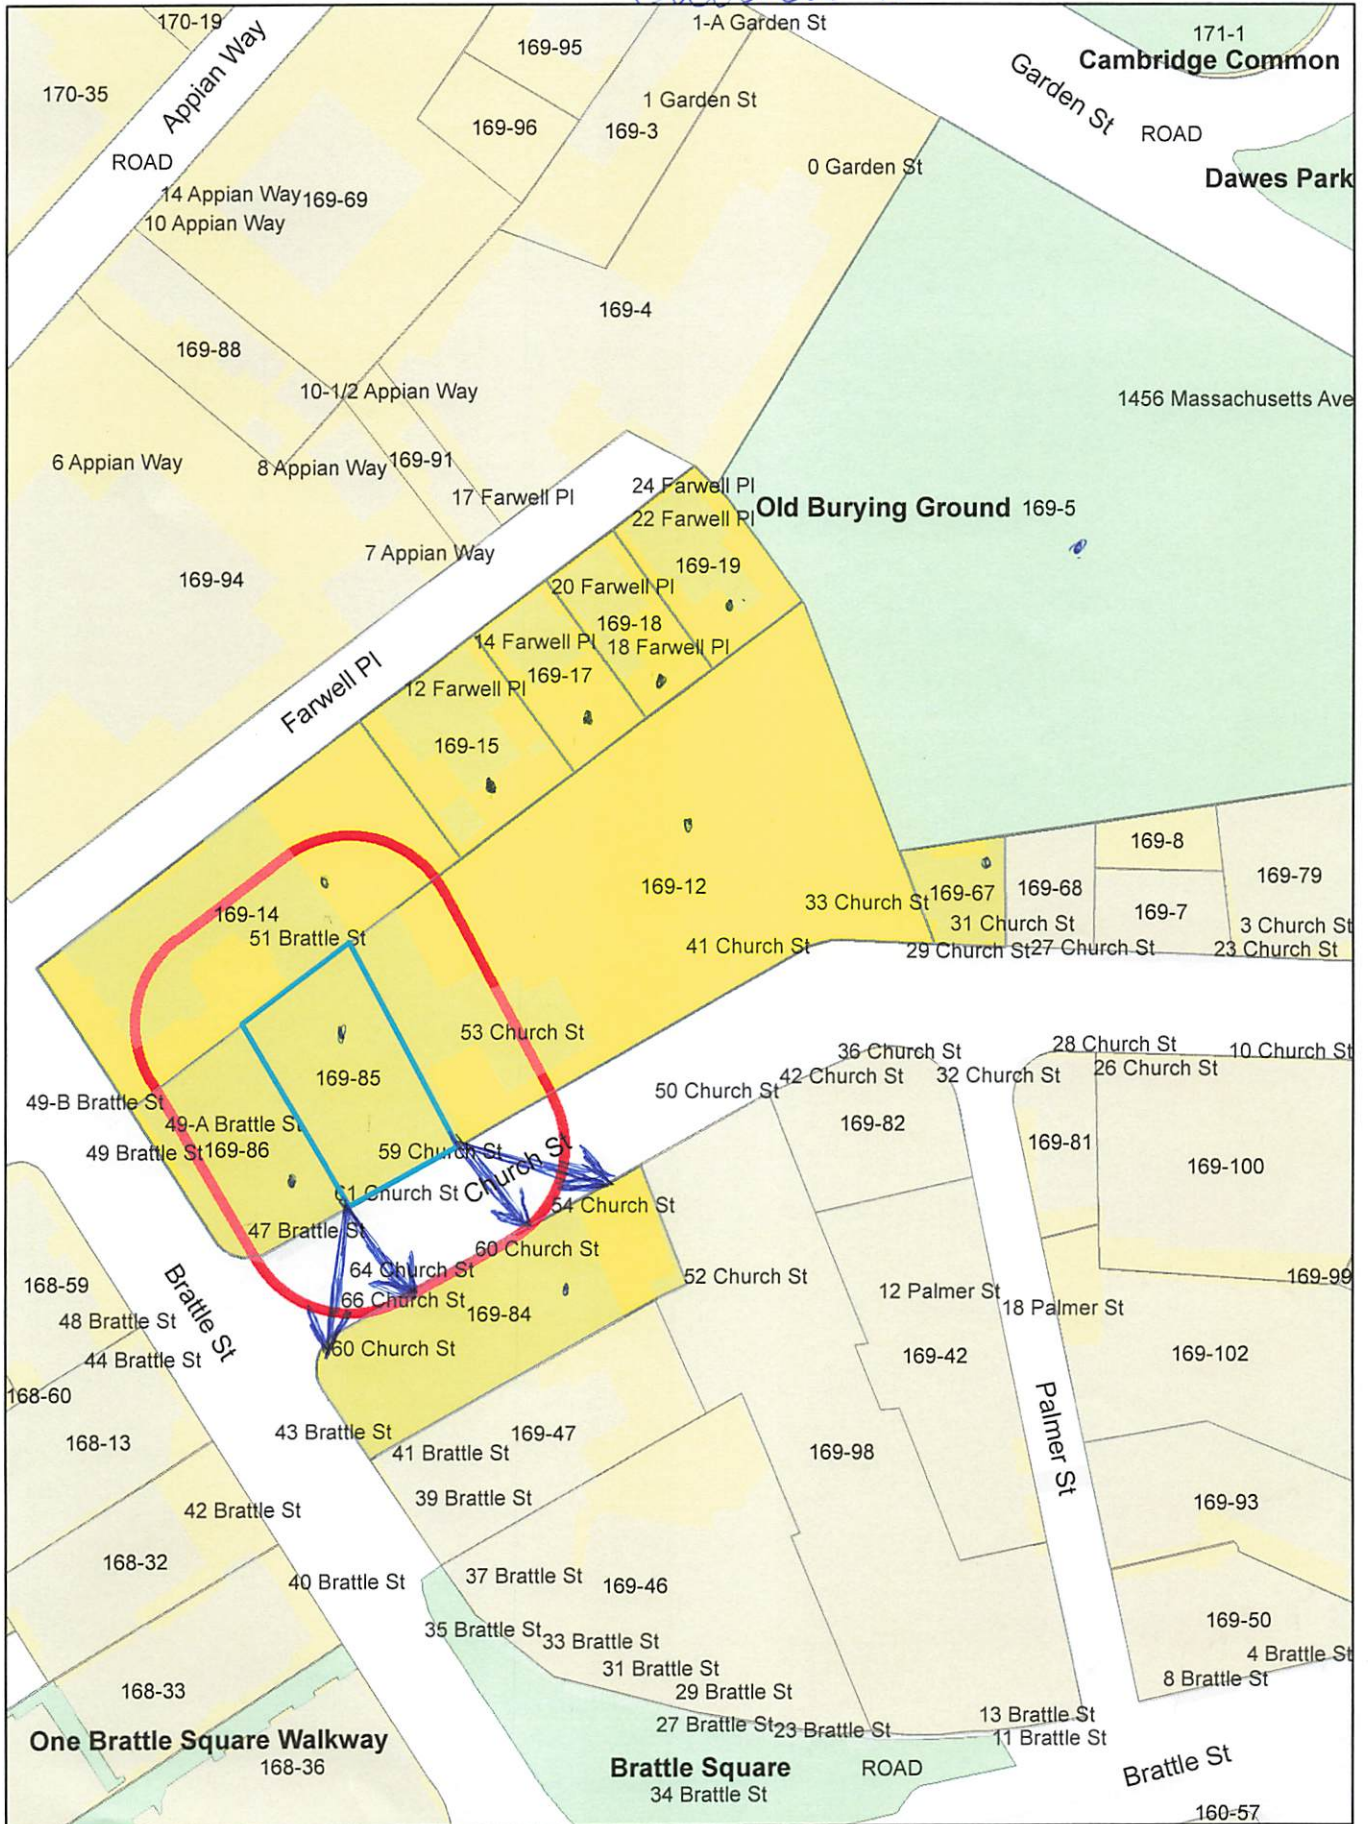 170-19
Appian Way
169-95
1-A Garden St
171-1
Cambridge Common
170-35
1 Garden St
Garden St
169-96
169-3
ROAD
ROAD
0 Garden St
Dawes Park
14 Appian Way
169-69
10 Appian Way
169-4
169-88
10-1/2 Appian Way
1456 Massachusetts Ave
6 Appian Way
8 Appian Way
169-91
17 Farwell Pl
24 Farwell Pl
Old Burying Ground
169-5
22 Farwell Pl
7 Appian Way
169-94
169-19
20 Farwell Pl
169-18
14 Farwell Pl
18 Farwell Pl
169-17
Farwell Pl
12 Farwell Pl
169-15
169-8
169-12
169-79
169-67
169-68
33 Church St
169-7
169-14
31 Church St
3 Church St
51 Brattle St
41 Church St
29 Church St
27 Church St
23 Church St
53 Church St
36 Church St
28 Church St
10 Church St
169-85
50 Church St
42 Church St
32 Church St
26 Church St
49-B Brattle St
49-A Brattle St
169-82
169-81
49 Brattle St
169-86
59 Church St
Church St
169-100
61 Church St
54 Church St
47 Brattle St
60 Church St
64 Church St
52 Church St
168-59
Brattle St
12 Palmer St
169-99
66 Church St
169-84
18 Palmer St
48 Brattle St
60 Church St
44 Brattle St
169-42
169-102
168-60
43 Brattle St
169-47
Palmer St
168-13
41 Brattle St
169-98
39 Brattle St
169-93
42 Brattle St
168-32
40 Brattle St
37 Brattle St
169-46
169-50
35 Brattle St
33 Brattle St
4 Brattle St
31 Brattle St
8 Brattle St
168-33
29 Brattle St
13 Brattle St
27 Brattle St
23 Brattle St
11 Brattle St
One Brattle Square Walkway
168-36
Brattle Square
ROAD
Brattle St
34 Brattle St
160-57